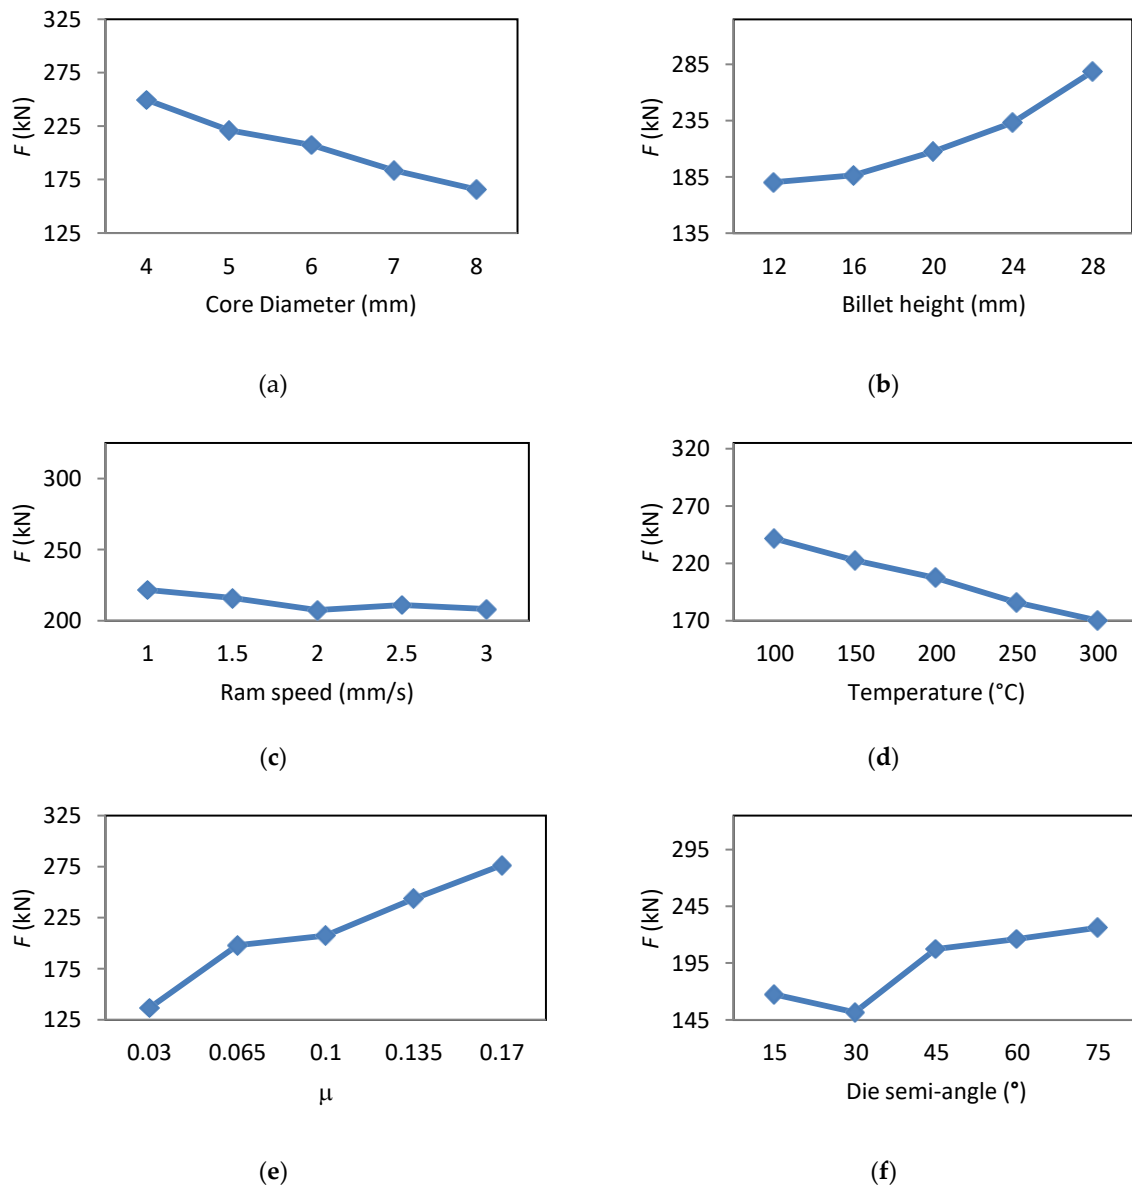 325
275
225
175
125
F (kN)
4 5 6 7 8
Core Diameter (mm)
(a)
285
235
185
135
F (kN)
12 16 20 24 28
Billet height (mm)
(b)
300
250
200
F (kN)
1 1.5 2 2.5 3
Ram speed (mm/s)
(c)
320
270
220
170
F (kN)
100 150 200 250 300
Temperature (°C)
(d)
325
275
225
175
125
F (kN)
0.03 0.065 0.1 0.135 0.17
μ
(e)
295
245
195
145
F (kN)
15 30 45 60 75
Die semi-angle (°)
(f)